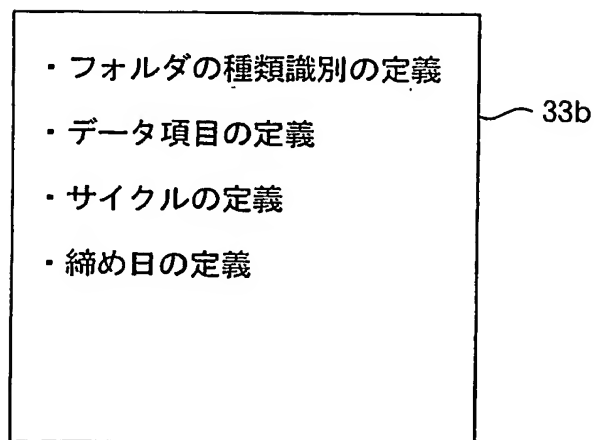 ・フォルダの種類識別の定義
・データ項目の定義
33b
・サイクルの定義
・締め日の定義